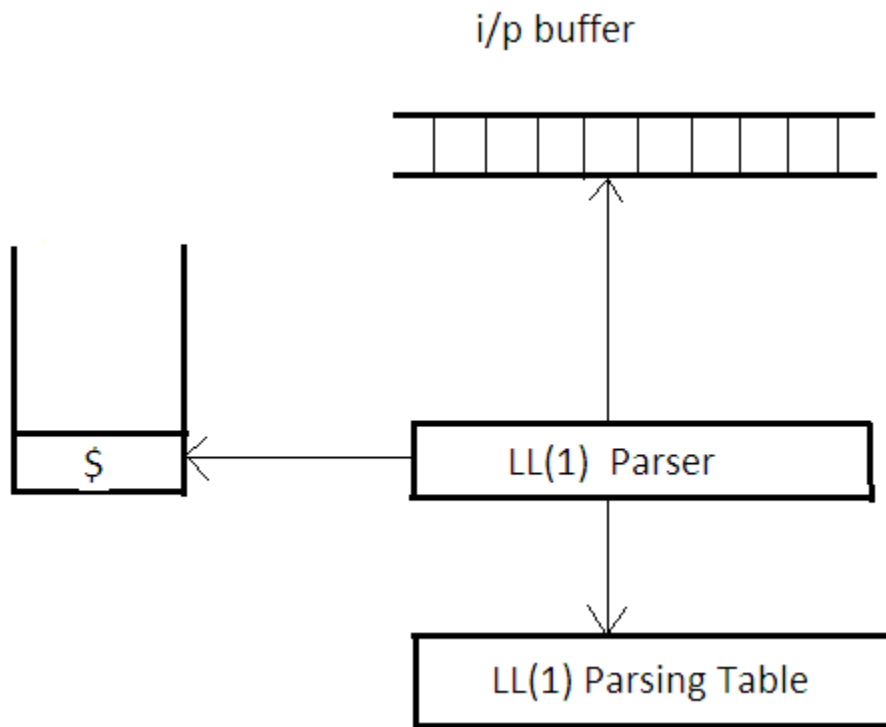 i/p buffer
$
LL(1) Parser
LL(1) Parsing Table